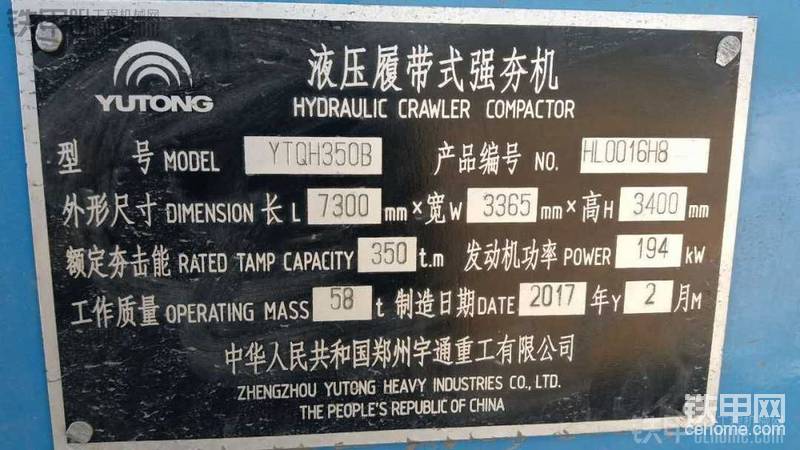 铁甲网 工程机械网
YUTONG
液压履带式强夯机
HYDRAULIC CRAWLER COMPACTOR
型 号 MODEL YTQH350B 产品编号 NO. HL0016H8
外形尺寸 DIMENSION 长 L 7300 mm × 宽 W 3365 mm × 高 H 3400 mm
额定夯击能 RATED TAMP CAPACITY 350 t.m 发动机功率 POWER 194 kW
工作质量 OPERATING MASS 58 t 制造日期 DATE 2017 年 Y 2 月 M
中华人民共和国郑州宇通重工有限公司
ZHENGZHOU YUTONG HEAVY INDUSTRIES CO., LTD.
THE PEOPLE'S REPUBLIC OF CHINA
铁甲网
cehome.com